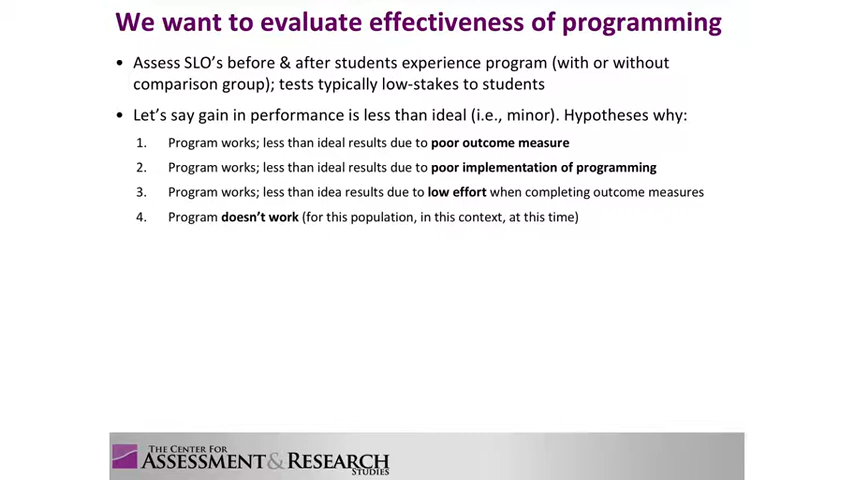 We want to evaluate effectiveness of programming
• Assess SLO's before & after students experience program (with or without
comparison group); tests typically low-stakes to students
• Let's say gain in performance is less than ideal (i.e., minor). Hypotheses why:
1. Program works; less than ideal results due to poor outcome measure
2. Program works; less than ideal results due to poor implementation of programming
3. Program works; less than idea results due to low effort when completing outcome measures
4. Program doesn't work (for this population, in this context, at this time)
THE CENTER FOR
ASSESSMENT & RESEARCH
STUDIES